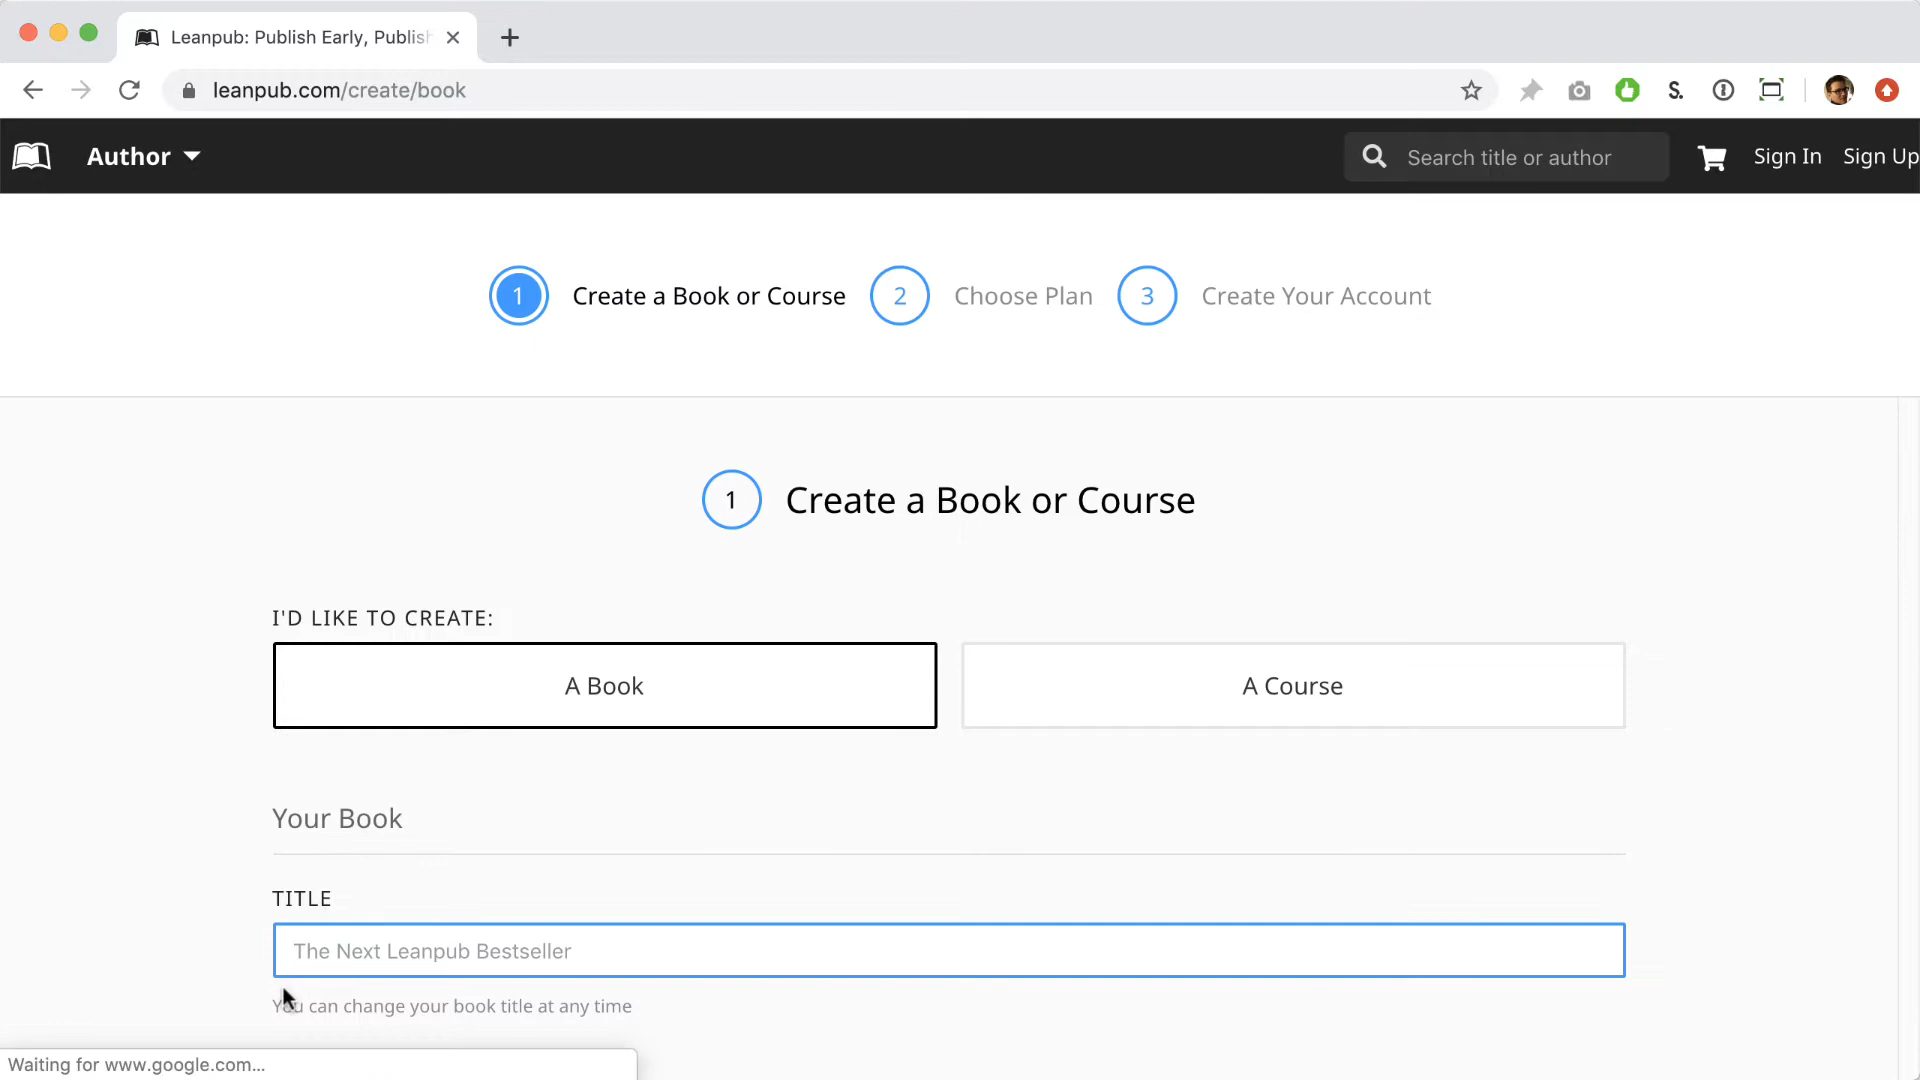 Leanpub: Publish Early, Publish
leanpub.com/create/book
S.
Author
Search title or author
Sign In
Sign Up
1 Create a Book or Course
2 Choose Plan
3 Create Your Account
1 Create a Book or Course
I'D LIKE TO CREATE:
A Book
A Course
Your Book
TITLE
The Next Leanpub Bestseller
You can change your book title at any time
Waiting for www.google.com...